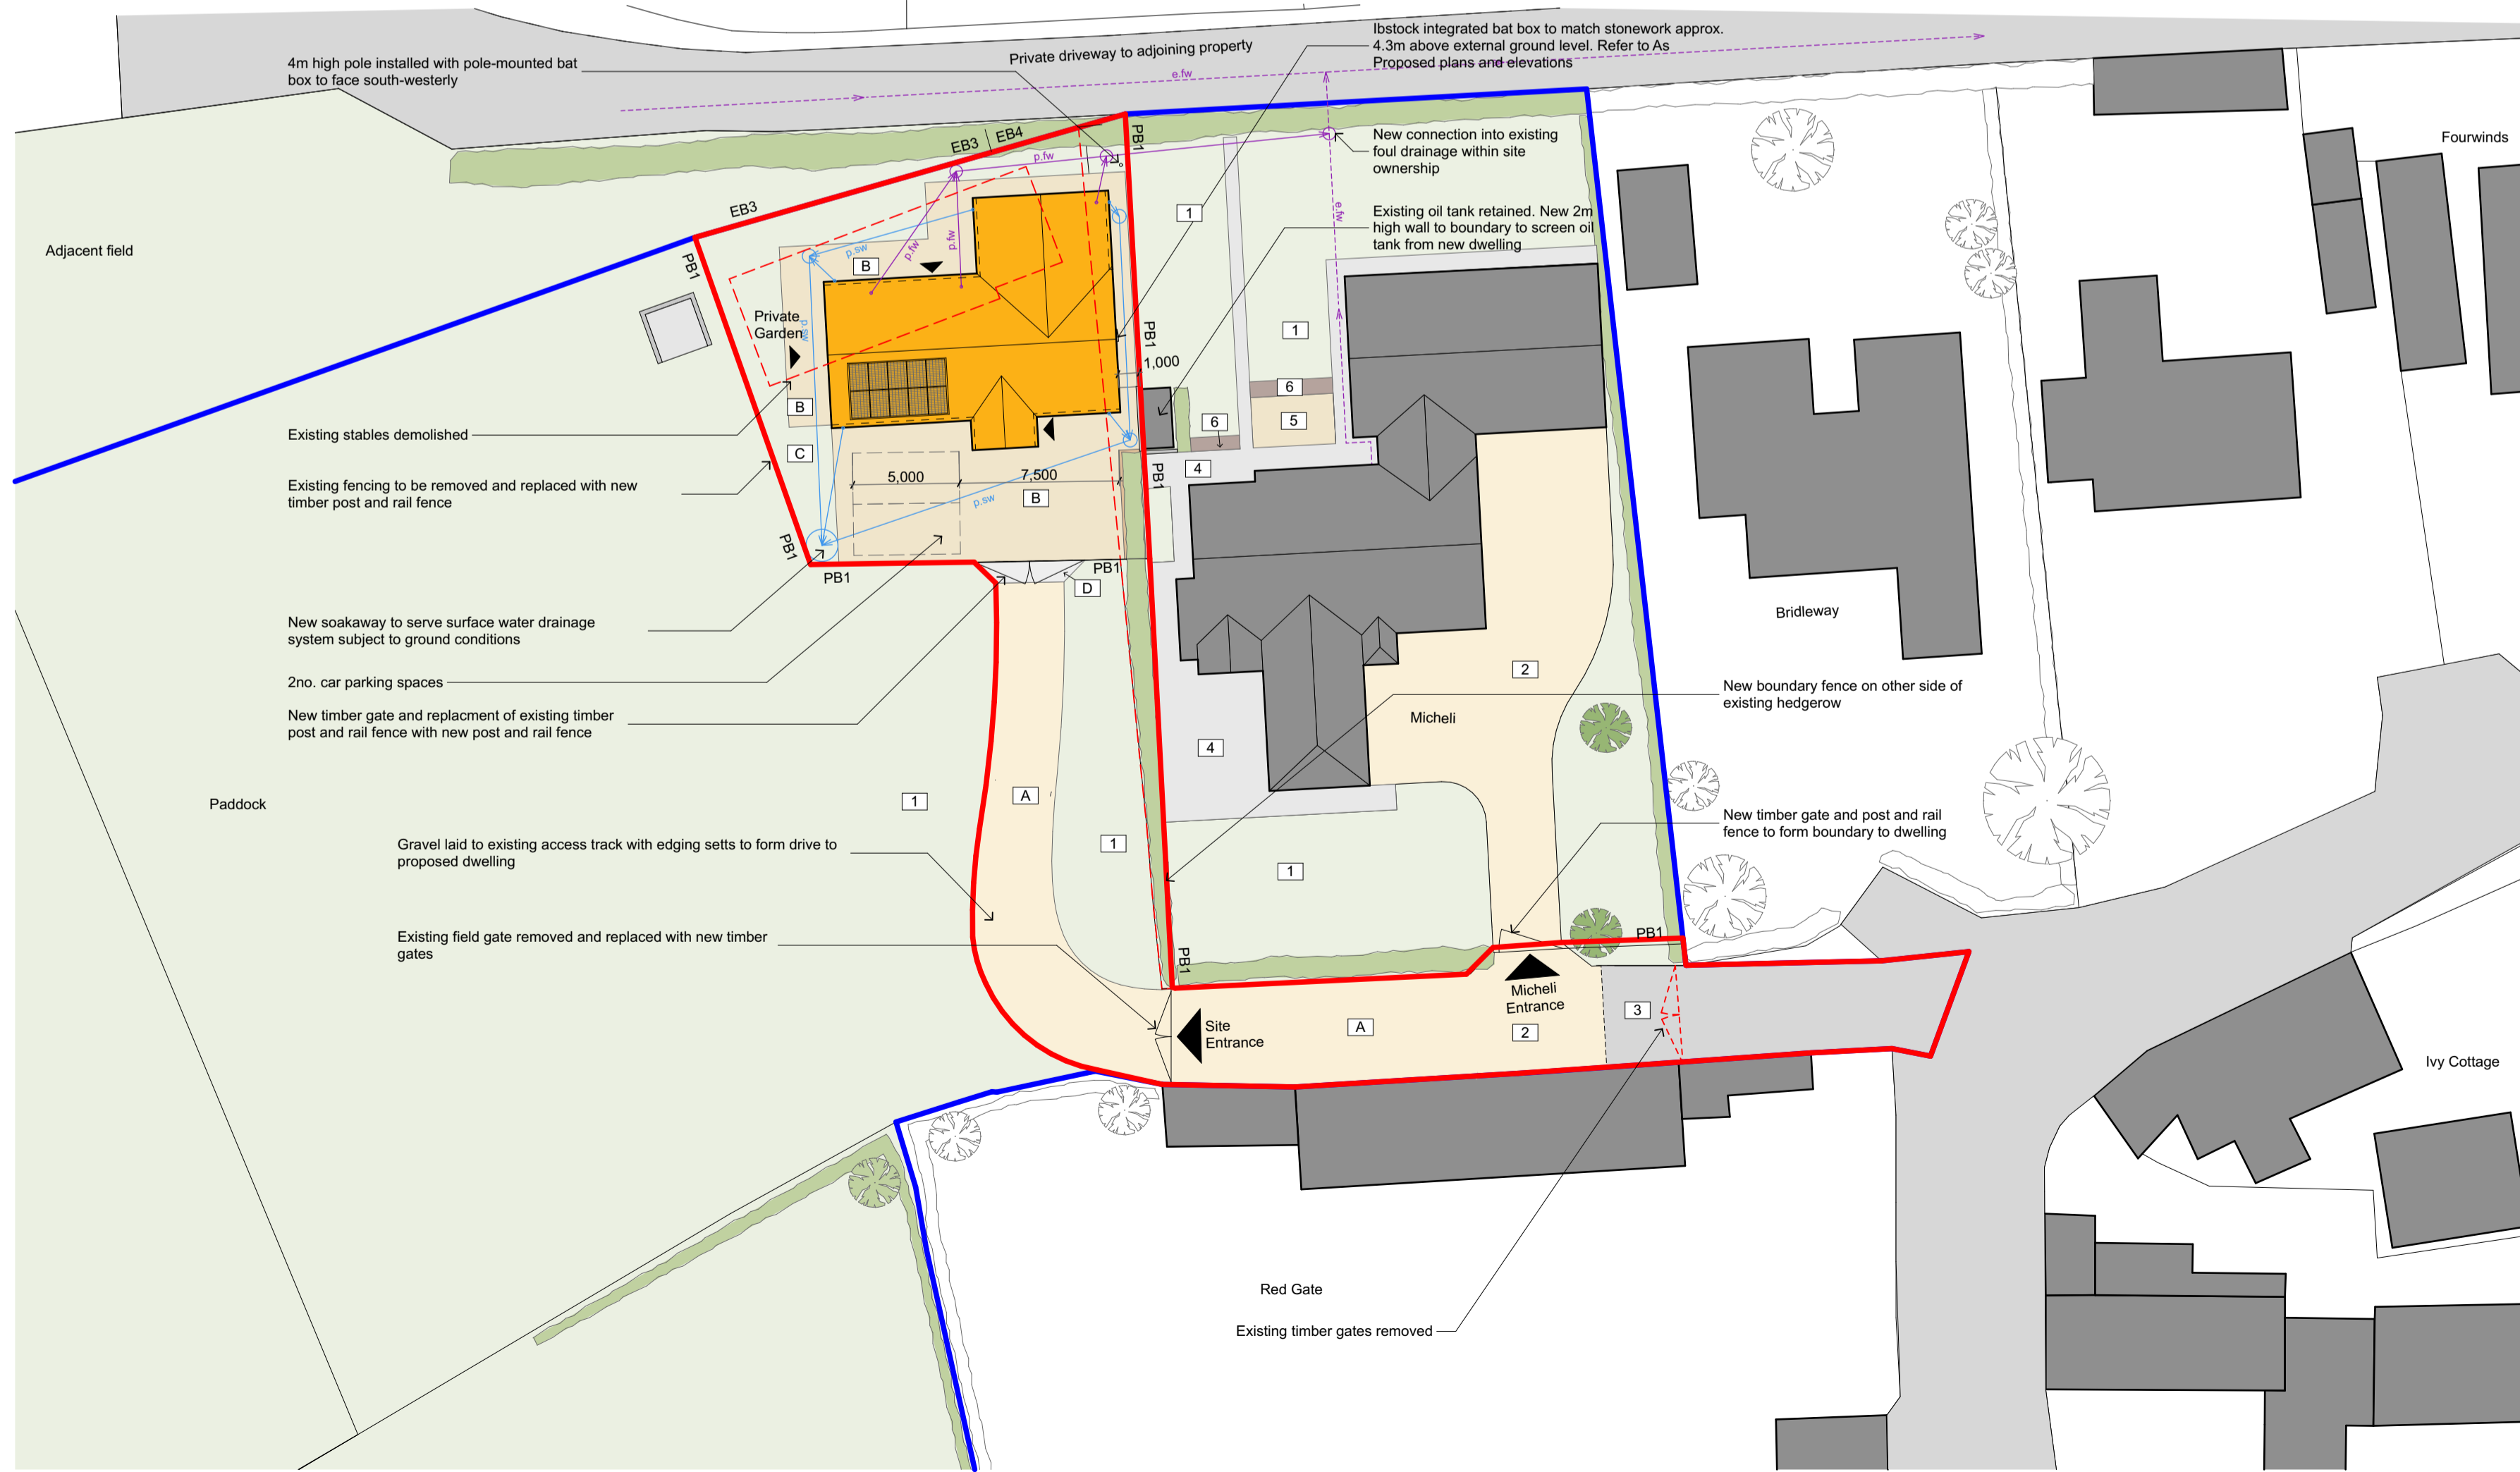 Ibstock integrated bat box to match stonework approx.
4.3m above external ground level. Refer to As
Proposed plans and elevations
Private driveway to adjoining property
4m high pole installed with pole-mounted bat
box to face south-westerly
e.fw
EB3
EB4
PB1
p.fw
New connection into existing
foul drainage within site
ownership
Fourwinds
EB3
1
Existing oil tank retained. New 2m
high wall to boundary to screen oil
tank from new dwelling
e.fw
Adjacent field
PB1
B
p.sw
p.fw
p.fw
Private
Garden
p.sw
PB1
1
1,000
6
B
6
5
Existing stables demolished
C
4
5,000
7,500
PB1
B
p.sw
Existing fencing to be removed and replaced with new
timber post and rail fence
PB1
PB1
PB1
D
Bridleway
New soakaway to serve surface water drainage
system subject to ground conditions
2
2no. car parking spaces
New boundary fence on other side of
existing hedgerow
New timber gate and replacment of existing timber
post and rail fence with new post and rail fence
Micheli
4
Paddock
1
A
New timber gate and post and rail
fence to form boundary to dwelling
Gravel laid to existing access track with edging setts to form drive to
proposed dwelling
1
1
Existing field gate removed and replaced with new timber
gates
PB1
PB1
Micheli
Entrance
3
Site
Entrance
A
2
Ivy Cottage
Red Gate
Existing timber gates removed